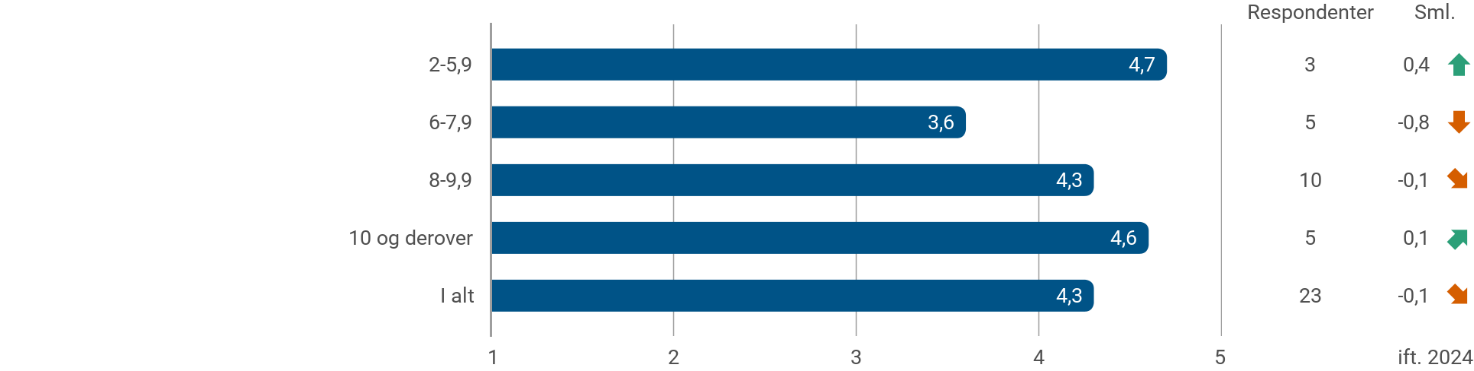 Respondenter Sml.
2-5,9 4,7 3 0,4
6-7,9 3,6 5 -0,8
8-9,9 4,3 10 -0,1
10 og derover 4,6 5 0,1
I alt 4,3 23 -0,1
1 2 3 4 5 ift. 2024